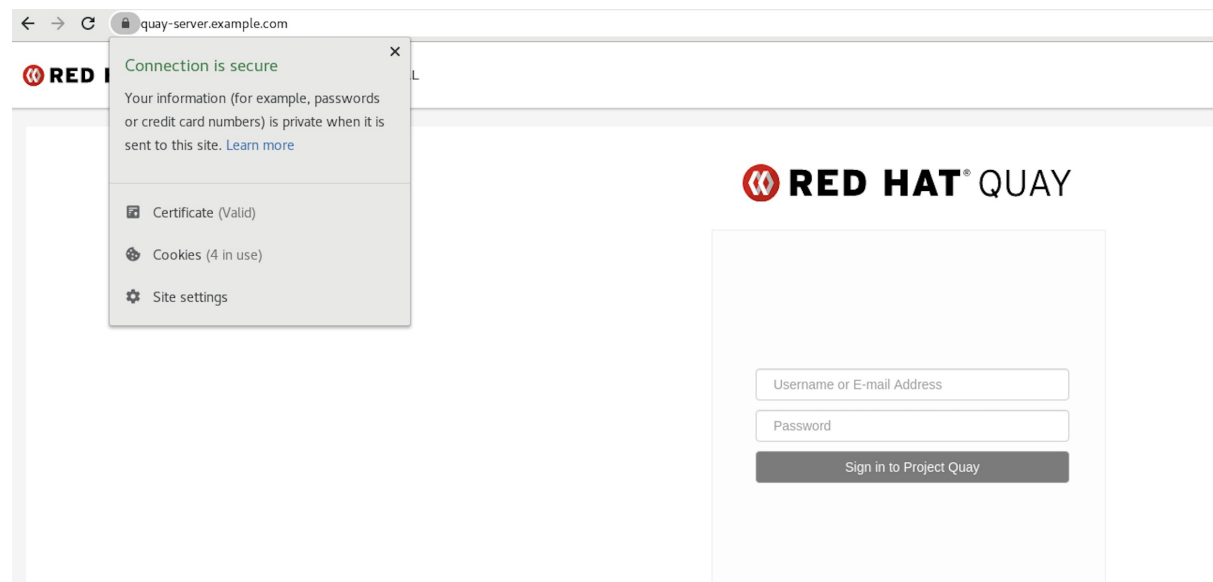 quay-server.example.com
Connection is secure
Your information (for example, passwords
or credit card numbers) is private when it is
sent to this site. Learn more
Certificate (Valid)
Cookies (4 in use)
Site settings
RED
L
RED HAT® QUAY
Username or E-mail Address
Password
Sign in to Project Quay